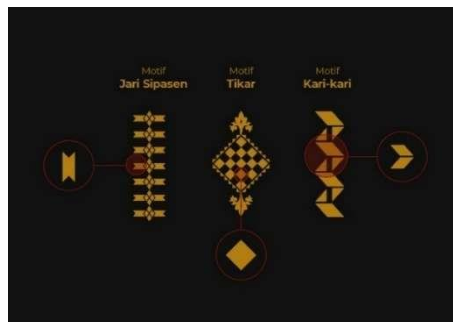 Motif
Jari Sipasen
Motif
Tikar
Motif
Kari-kari